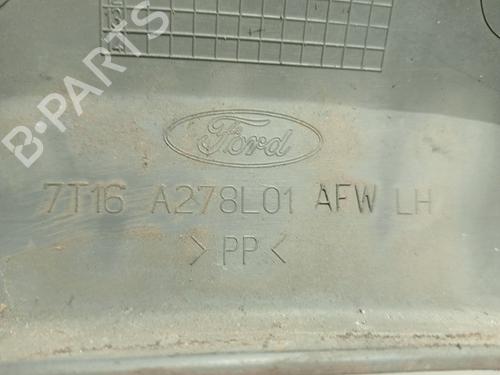 B-PARTS
Ford
7T16 A278L01 AFW LH
>PP<